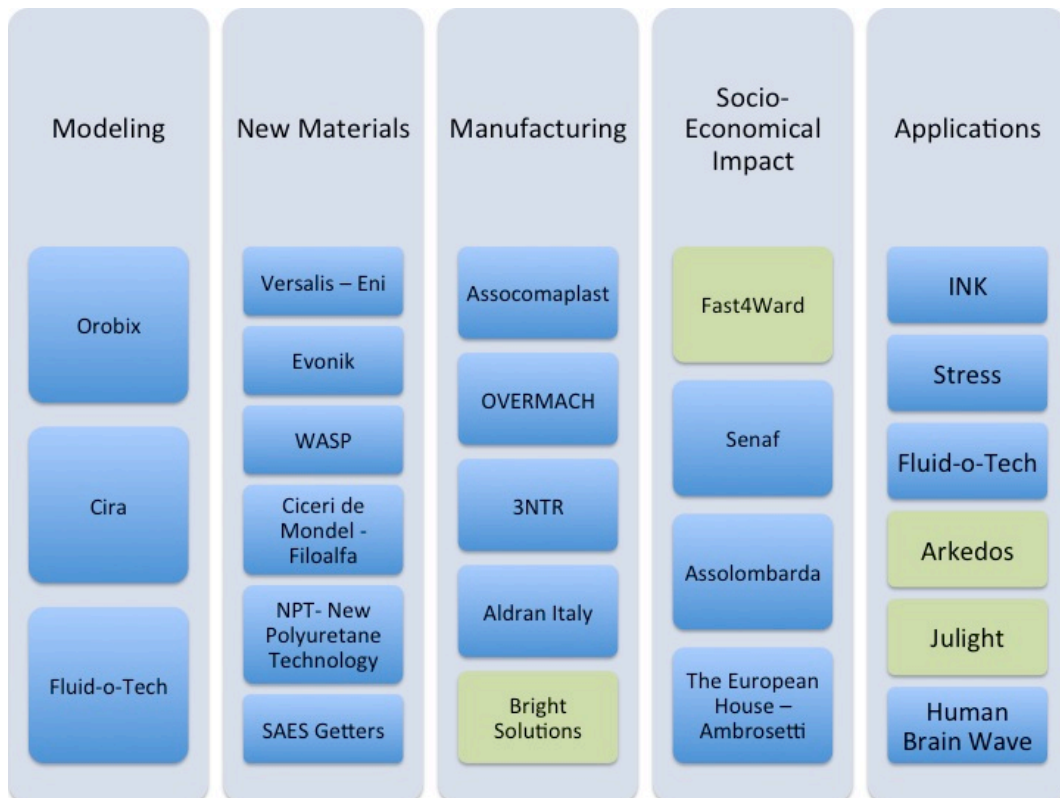 Modeling
Orobix
Cira
Fluid-o-Tech
New Materials
Versalis – Eni
Evonik
WASP
Ciceri de
Mondel -
Filoalfa
NPT- New
Polyuretane
Technology
SAES Getters
Manufacturing
Assocomaplast
OVERMACH
3NTR
Aldran Italy
Bright
Solutions
Socio-
Economical
Impact
Fast4Ward
Senaf
Assolombarda
The European
House –
Ambrosetti
Applications
INK
Stress
Fluid-o-Tech
Arkedos
Julight
Human
Brain Wave